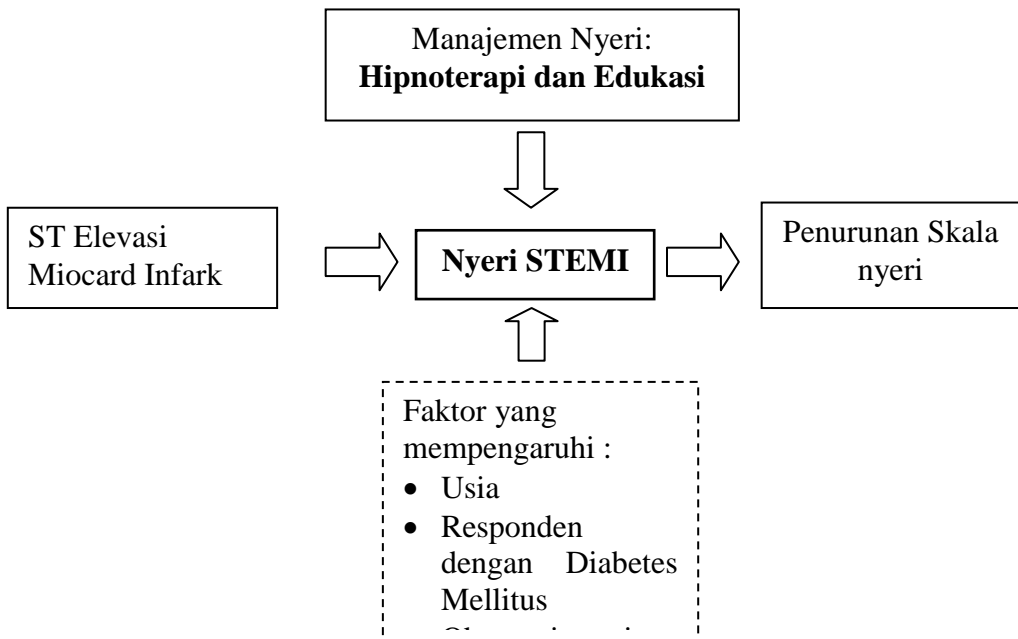 Manajemen Nyeri:
Hipnoterapi dan Edukasi
ST Elevasi
Miocard Infark
Nyeri STEMI
Penurunan Skala
nyeri
Faktor yang
mempengaruhi :
• Usia
• Responden
dengan Diabetes
Mellitus